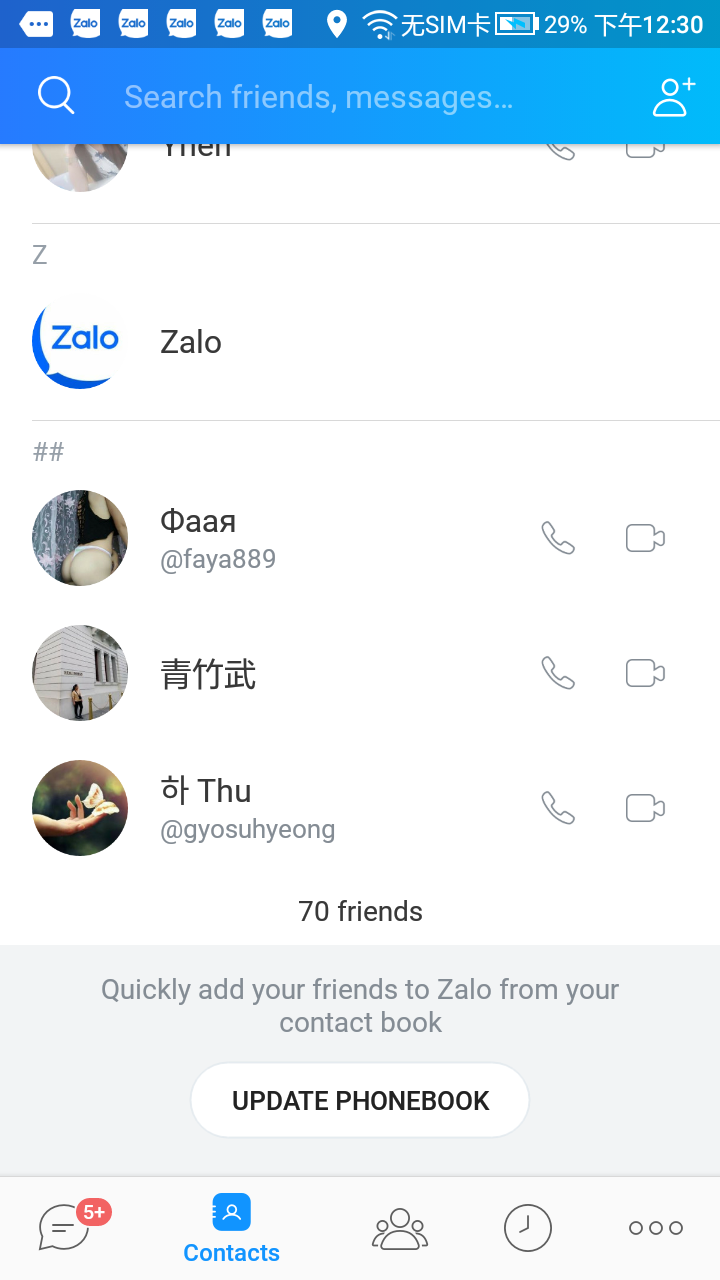 Zalo Zalo Zalo Zalo Zalo 无SIM卡 29% 下午12:30
Search friends, messages…
Z
Zalo
Zalo
##
Фаая
@faya889
青竹武
하 Thu
@gyosuhyeong
70 friends
Quickly add your friends to Zalo from your
contact book
UPDATE PHONEBOOK
5+
Contacts